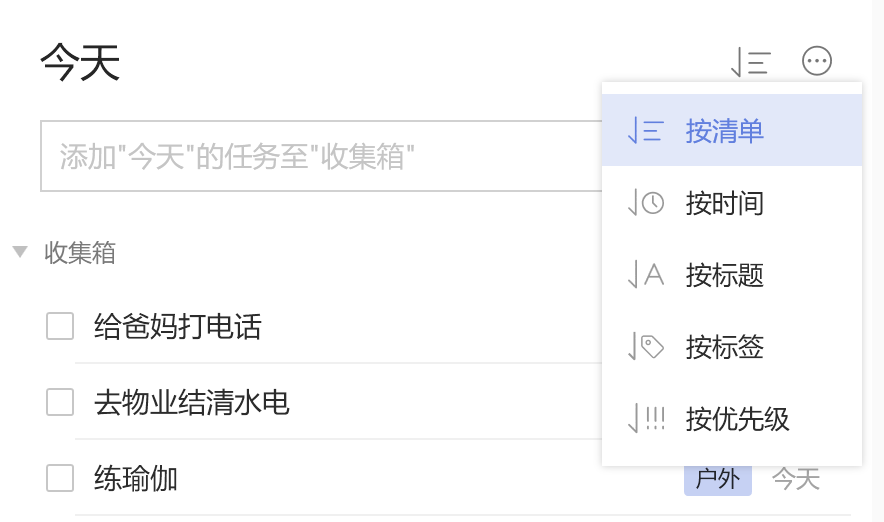 今天
添加"今天"的任务至"收集箱"
按清单
按时间
按标题
按标签
按优先级
收集箱
给爸妈打电话
去物业结清水电
练瑜伽
户外 今天